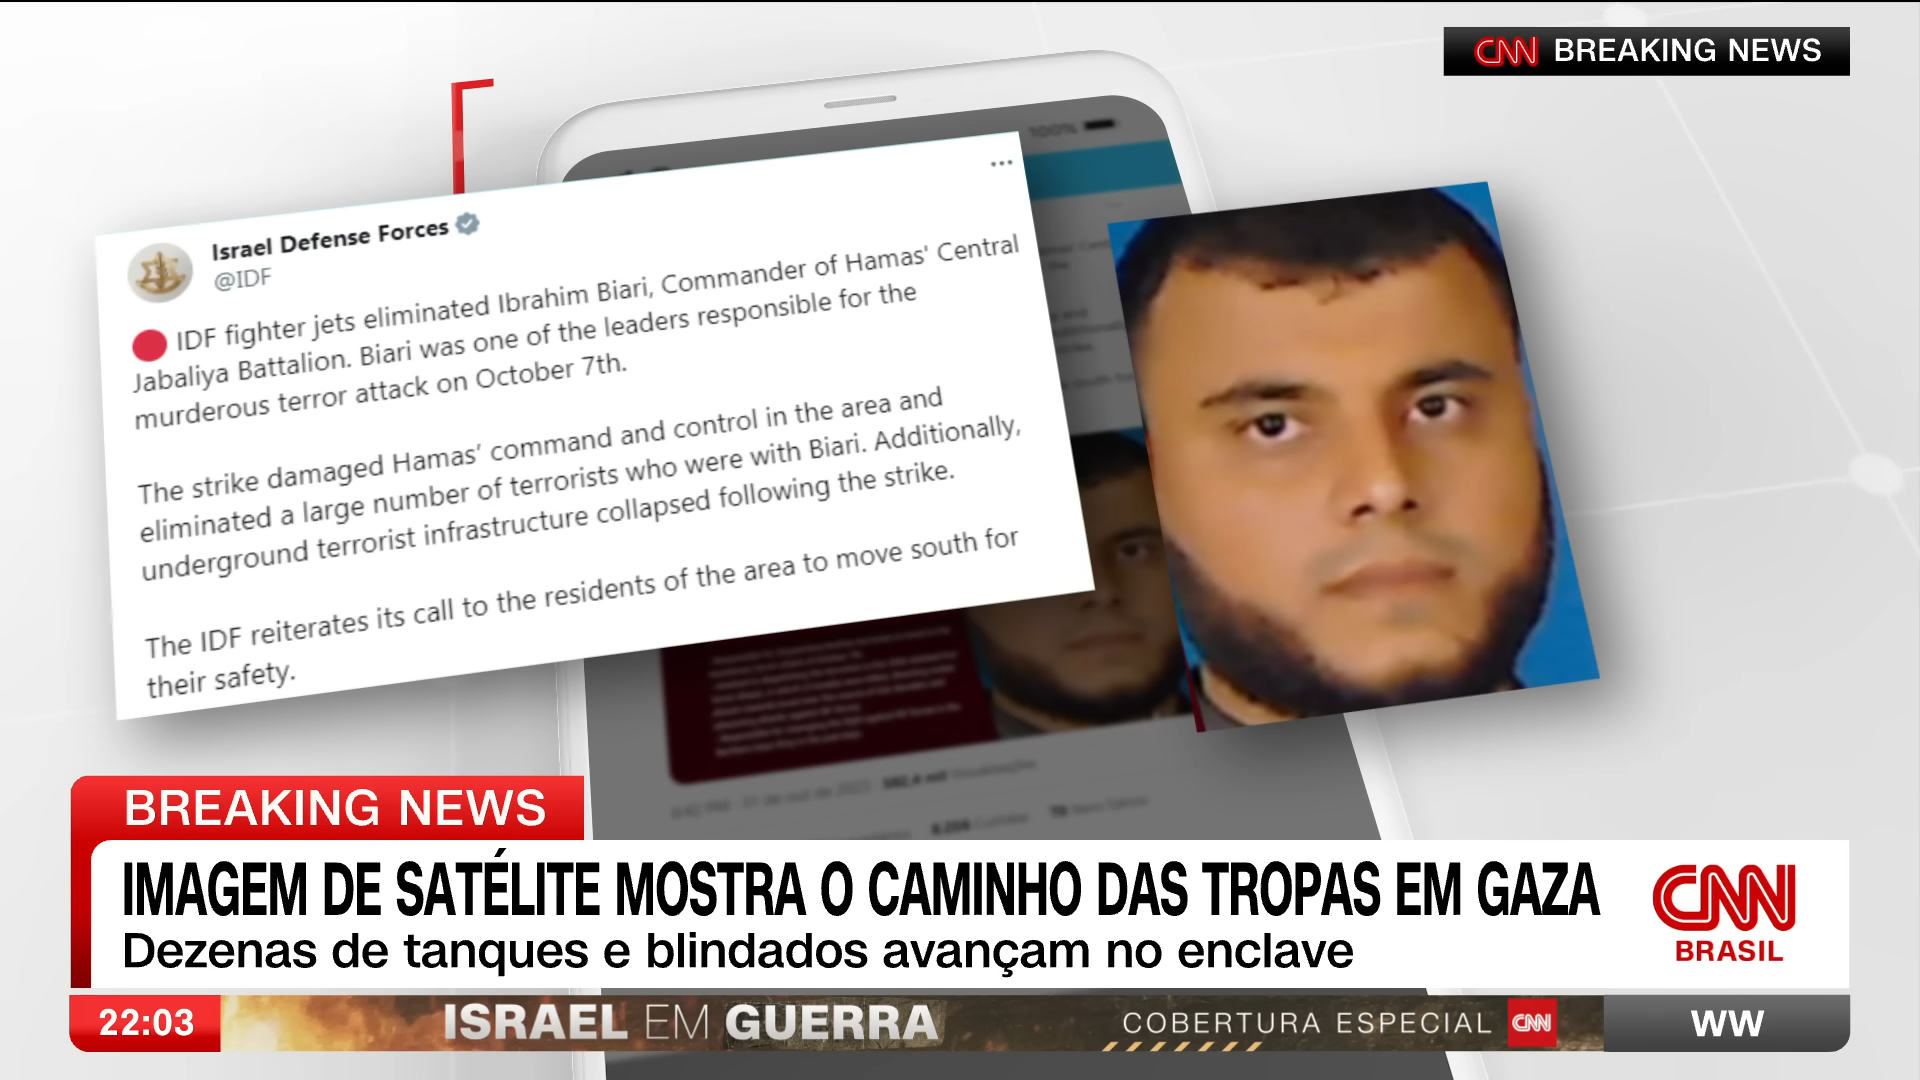 CNN BREAKING NEWS
100%
Israel Defense Forces
@IDF
IDF fighter jets eliminated Ibrahim Biari, Commander of Hamas' Central
Jabaliya Battalion. Biari was one of the leaders responsible for the
murderous terror attack on October 7th.
The strike damaged Hamas’ command and control in the area and
eliminated a large number of terrorists who were with Biari. Additionally,
underground terrorist infrastructure collapsed following the strike.
The IDF reiterates its call to the residents of the area to move south for
their safety.
BREAKING NEWS
IMAGEM DE SATÉLITE MOSTRA O CAMINHO DAS TROPAS EM GAZA
Dezenas de tanques e blindados avançam no enclave
CNN
BRASIL
22:03
ISRAEL EM GUERRA
COBERTURA ESPECIAL CNN
WW